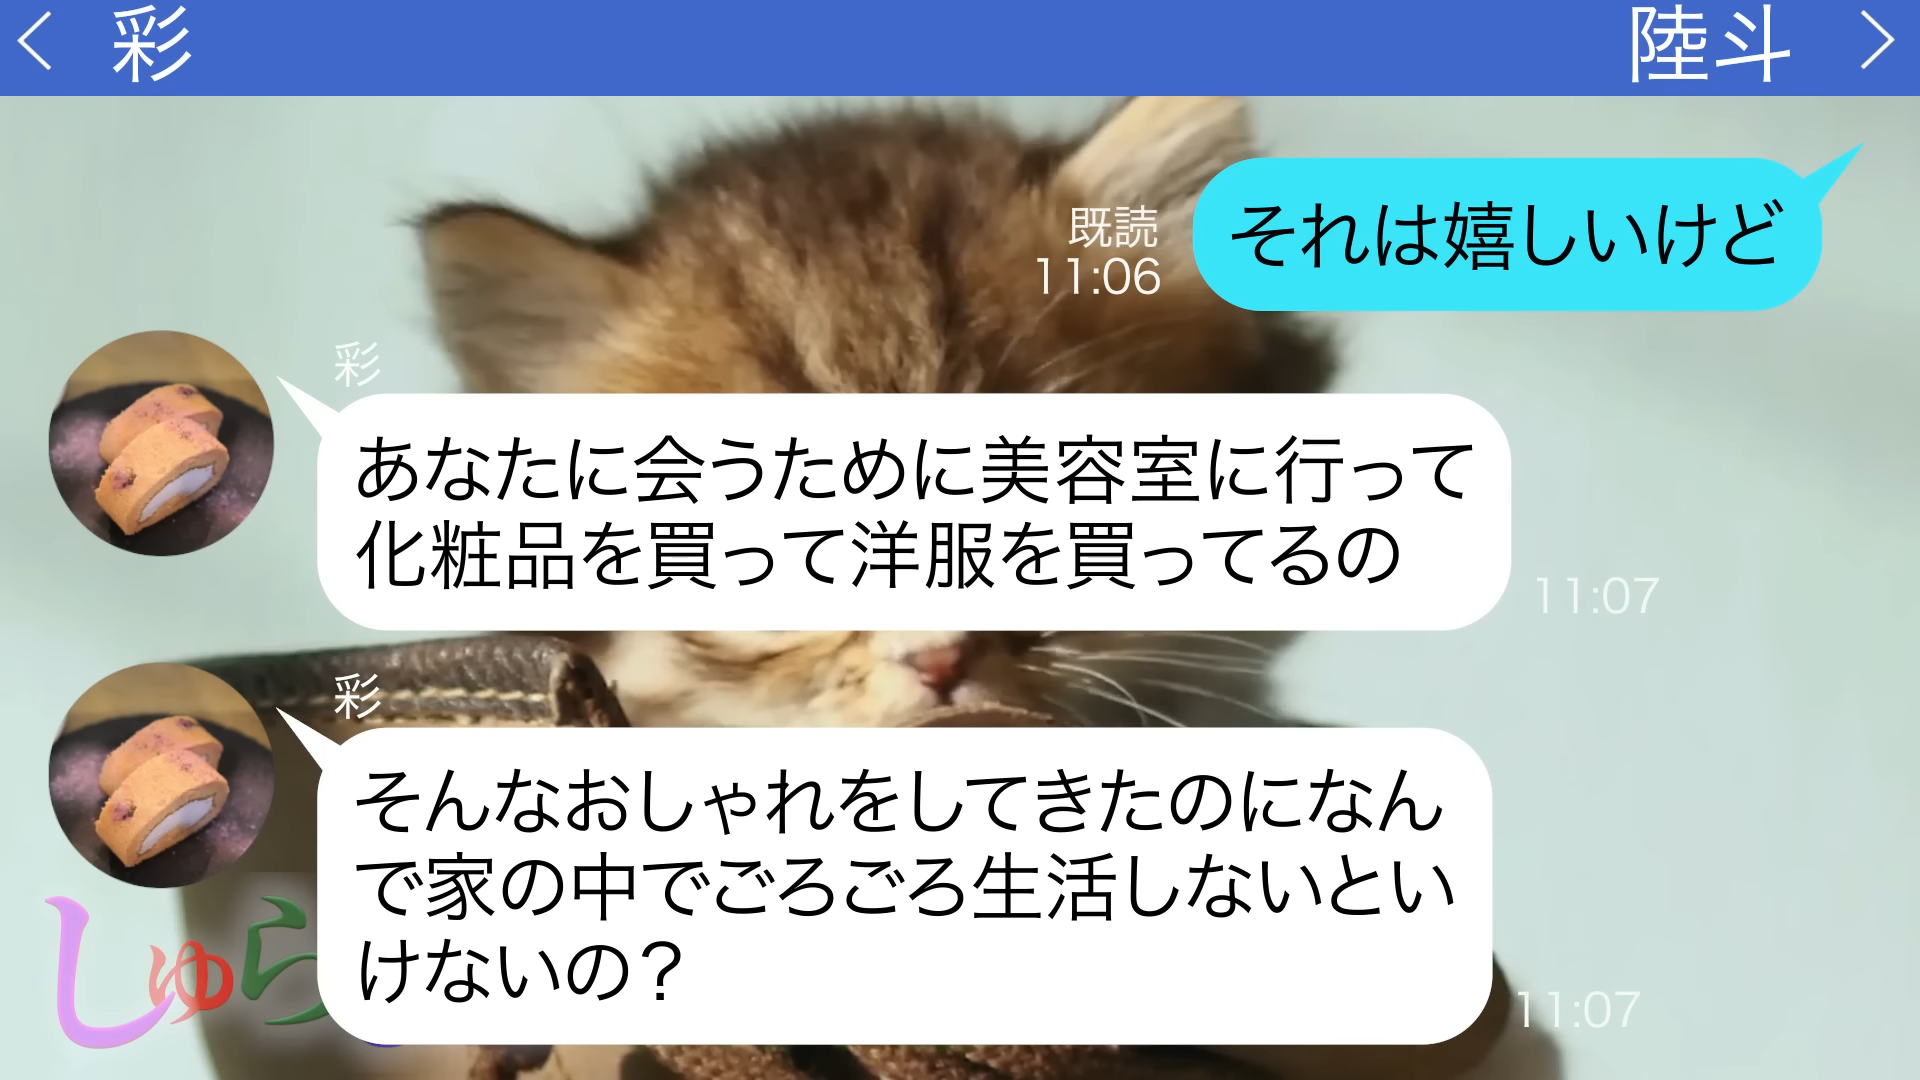 彩
陸斗
それは嬉しいけど
既読
11:06
彩
あなたに会うために美容室に行って
化粧品を買って洋服を買ってるの
11:07
彩
そんなおしゃれをしてきたのになん
で家の中でごろごろ生活しないとい
けないの？
11:07
しゅら